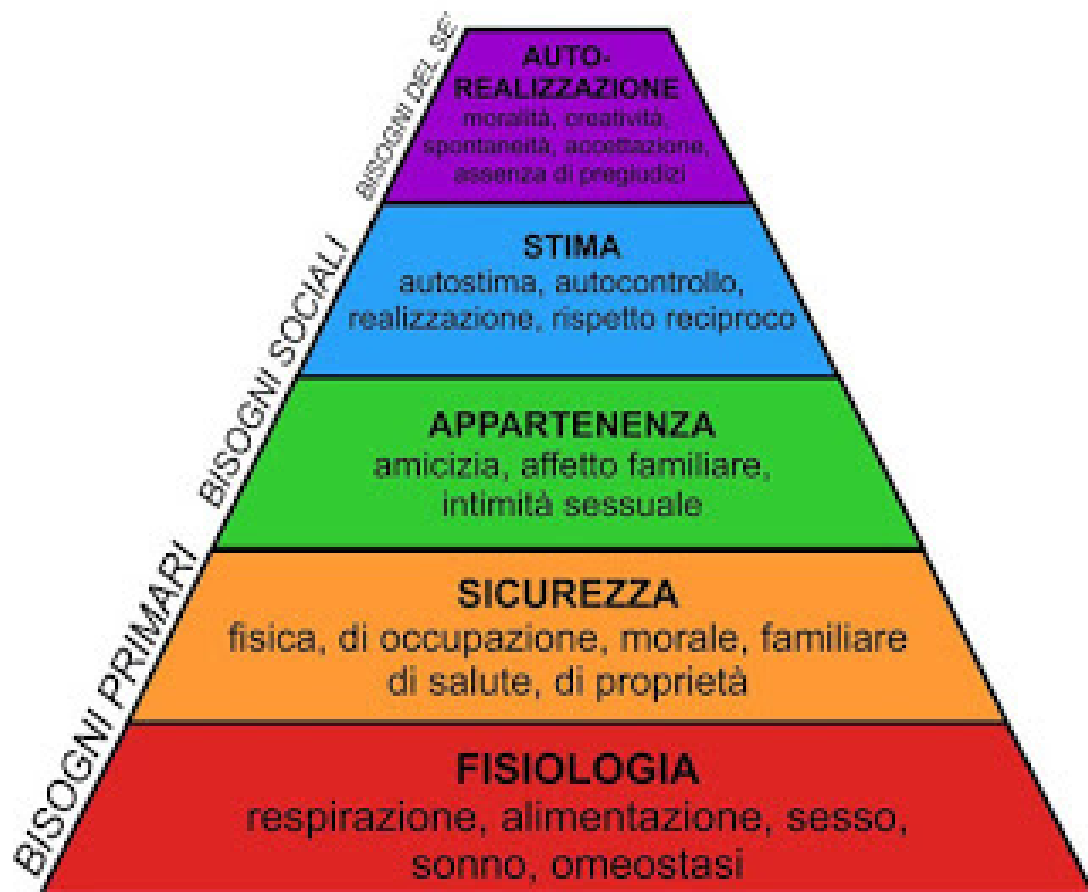 BISOGNI DEL SE'
AUTO-
REALIZZAZIONE
moralità, creatività,
spontaneità, accettazione,
assenza di pregiudizi
BISOGNI SOCIALI
STIMA
autostima, autocontrollo,
realizzazione, rispetto reciproco
APPARTENENZA
amicizia, affetto familiare,
intimità sessuale
BISOGNI PRIMARI
SICUREZZA
fisica, di occupazione, morale, familiare
di salute, di proprietà
FISIOLOGIA
respirazione, alimentazione, sesso,
sonno, omeostasi